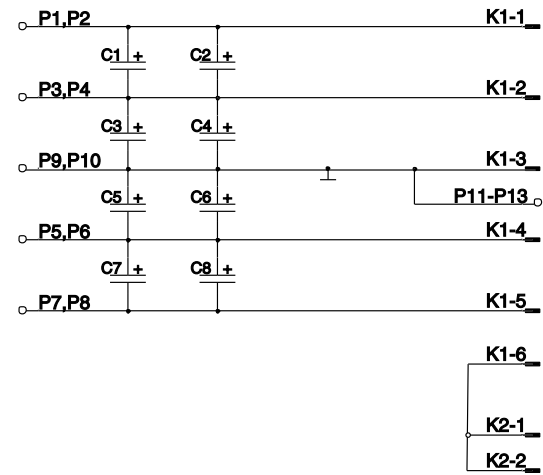 P1,P2 K1-1
C1 + C2 +
P3,P4 K1-2
C3 + C4 +
P9,P10 K1-3
C5 + C6 + P11-P13
P5,P6 K1-4
C7 + C8 +
P7,P8 K1-5
K1-6
K2-1
K2-2